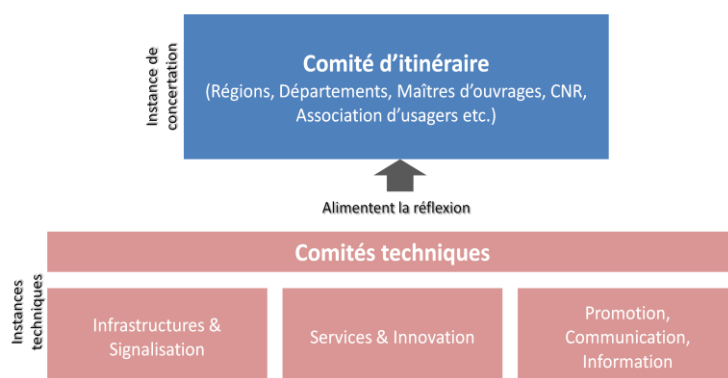 Instance de
concertation
Comité d’itinéraire
(Régions, Départements, Maîtres d’ouvrages, CNR,
Association d’usagers etc.)
Alimentent la réflexion
Instances
techniques
Comités techniques
Infrastructures &
Signalisation
Services & Innovation
Promotion,
Communication,
Information